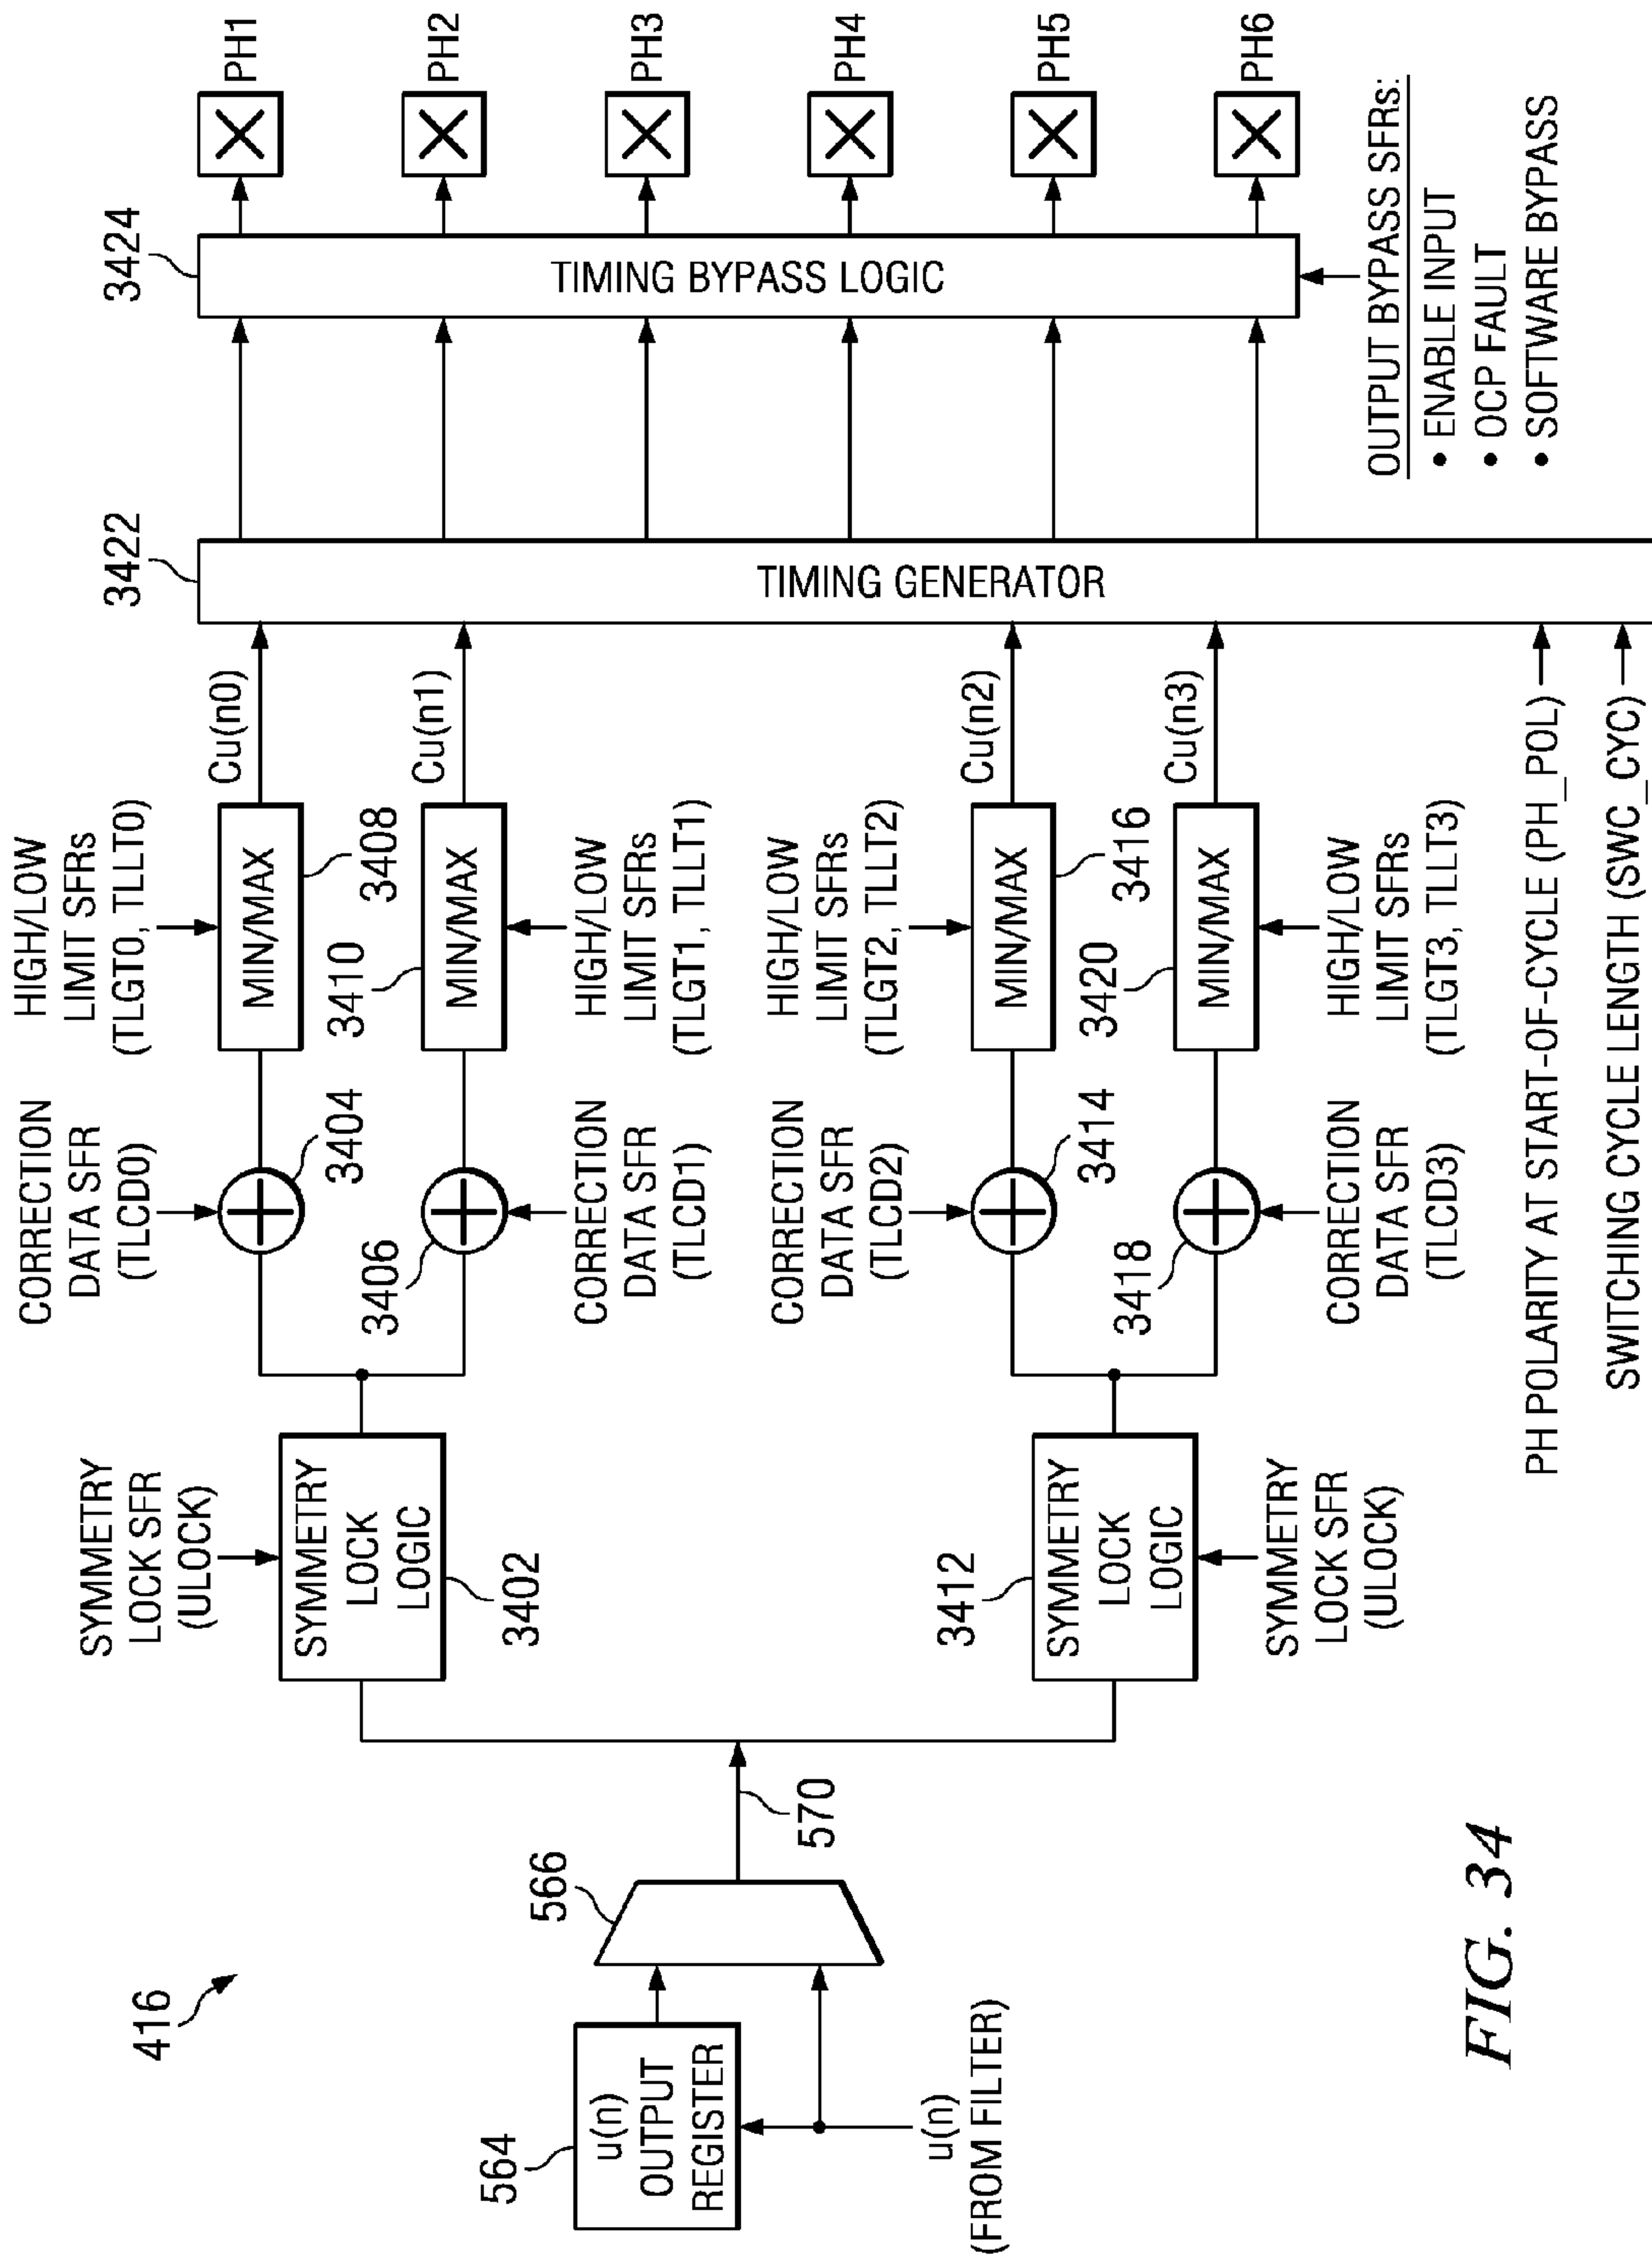 416
564
u(n)
OUTPUT
REGISTER
u(n)
(FROM FILTER)
566
570
SYMMETRY
LOCK SFR
(ULOCK)
SYMMETRY
LOCK
LOGIC
3402
3412
SYMMETRY
LOCK
LOGIC
SYMMETRY
LOCK SFR
(ULOCK)
CORRECTION
DATA SFR
(TLCD0)
3404
3406
CORRECTION
DATA SFR
(TLCD1)
CORRECTION
DATA SFR
(TLCD2)
3414
3418
CORRECTION
DATA SFR
(TLCD3)
HIGH/LOW
LIMIT SFRs
(TLGT0, TLLT0)
MIN/MAX
3408
3410
MIN/MAX
HIGH/LOW
LIMIT SFRs
(TLGT1, TLLT1)
HIGH/LOW
LIMIT SFRs
(TLGT2, TLLT2)
MIN/MAX
3416
3420
MIN/MAX
HIGH/LOW
LIMIT SFRs
(TLGT3, TLLT3)
Cu(n0)
Cu(n1)
Cu(n2)
Cu(n3)
PH POLARITY AT START-OF-CYCLE (PH_POL)
SWITCHING CYCLE LENGTH (SWC_CYC)
3422
TIMING GENERATOR
3424
TIMING BYPASS LOGIC
PH1
PH2
PH3
PH4
PH5
PH6
OUTPUT BYPASS SFRs:
• ENABLE INPUT
• OCP FAULT
• SOFTWARE BYPASS
FIG. 34